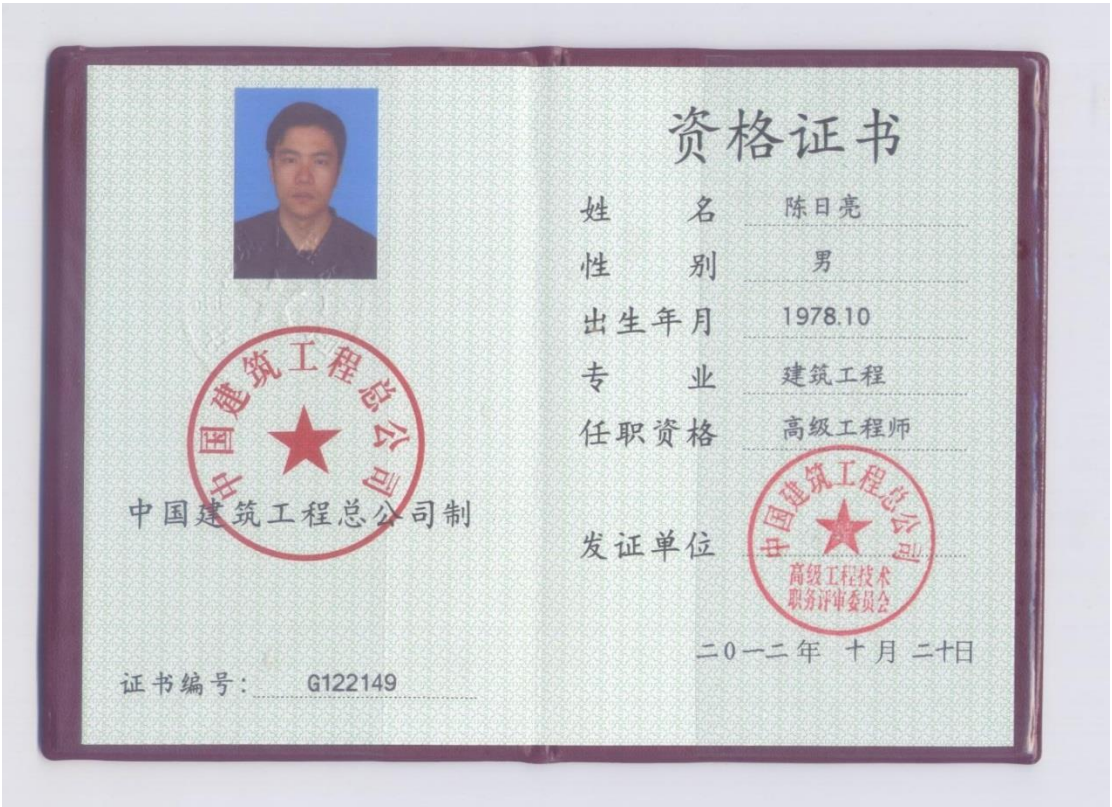 中国建筑工程总公司
中国建筑工程总公司制
证书编号: G122149
资格证书
姓名 陈日亮
性别 男
出生年月 1978.10
专业 建筑工程
任职资格 高级工程师
发证单位
中国建筑工程总公司
高级工程技术
职务评审委员会
二〇一二年 十月 二十日